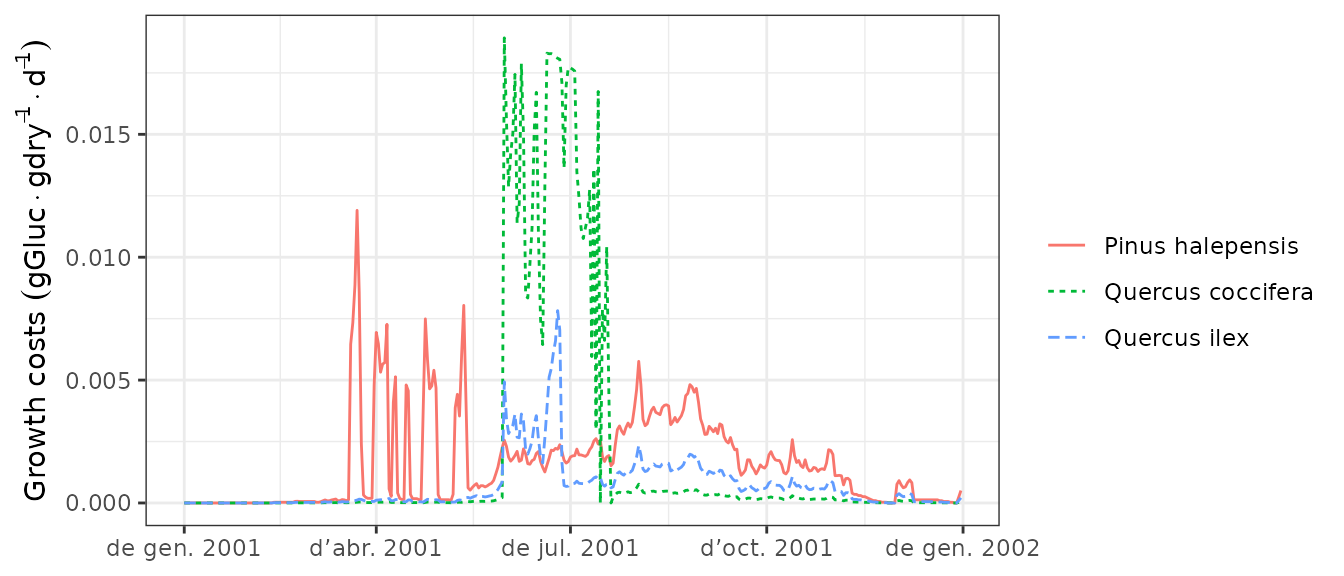 Growth costs (gGluc · gdry⁻¹ · d⁻¹)
0.015
0.010
0.005
0.000
de gen. 2001
d’abr. 2001
de jul. 2001
d’oct. 2001
de gen. 2002
Pinus halepensis
Quercus coccifera
Quercus ilex